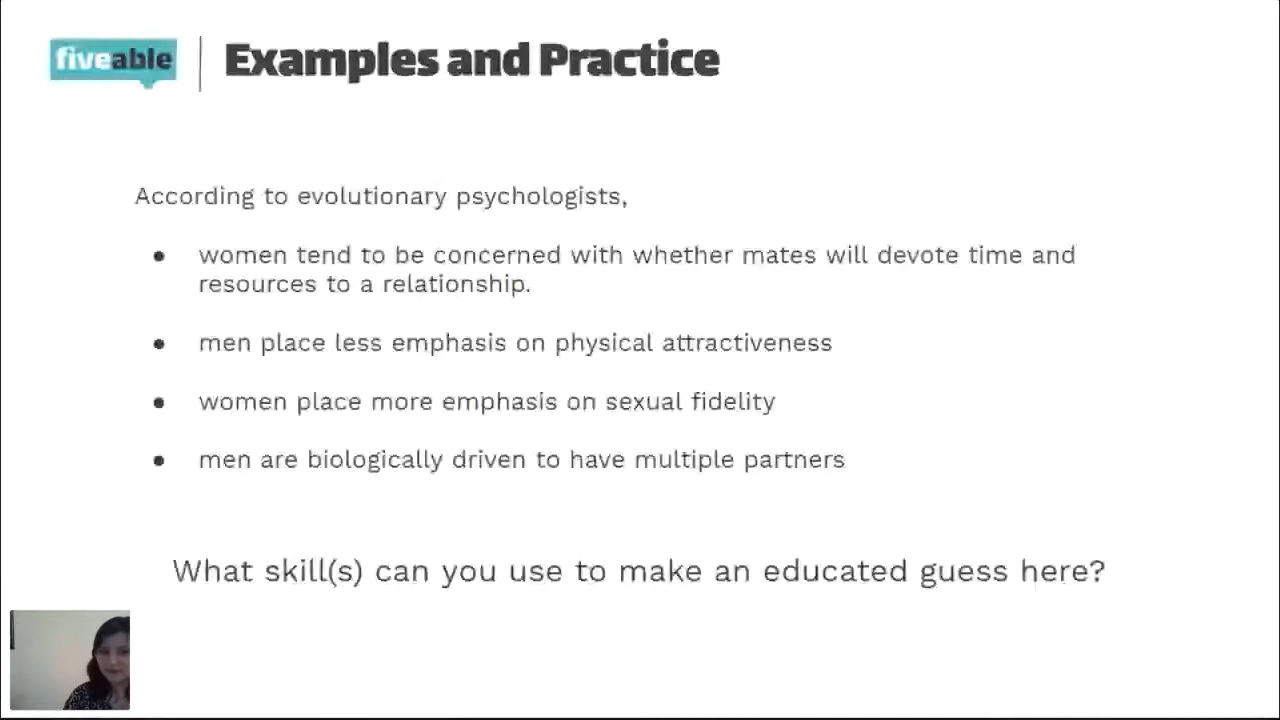 fiveable
Examples and Practice
According to evolutionary psychologists,
● women tend to be concerned with whether mates will devote time and
resources to a relationship.
● men place less emphasis on physical attractiveness
● women place more emphasis on sexual fidelity
● men are biologically driven to have multiple partners
What skill(s) can you use to make an educated guess here?